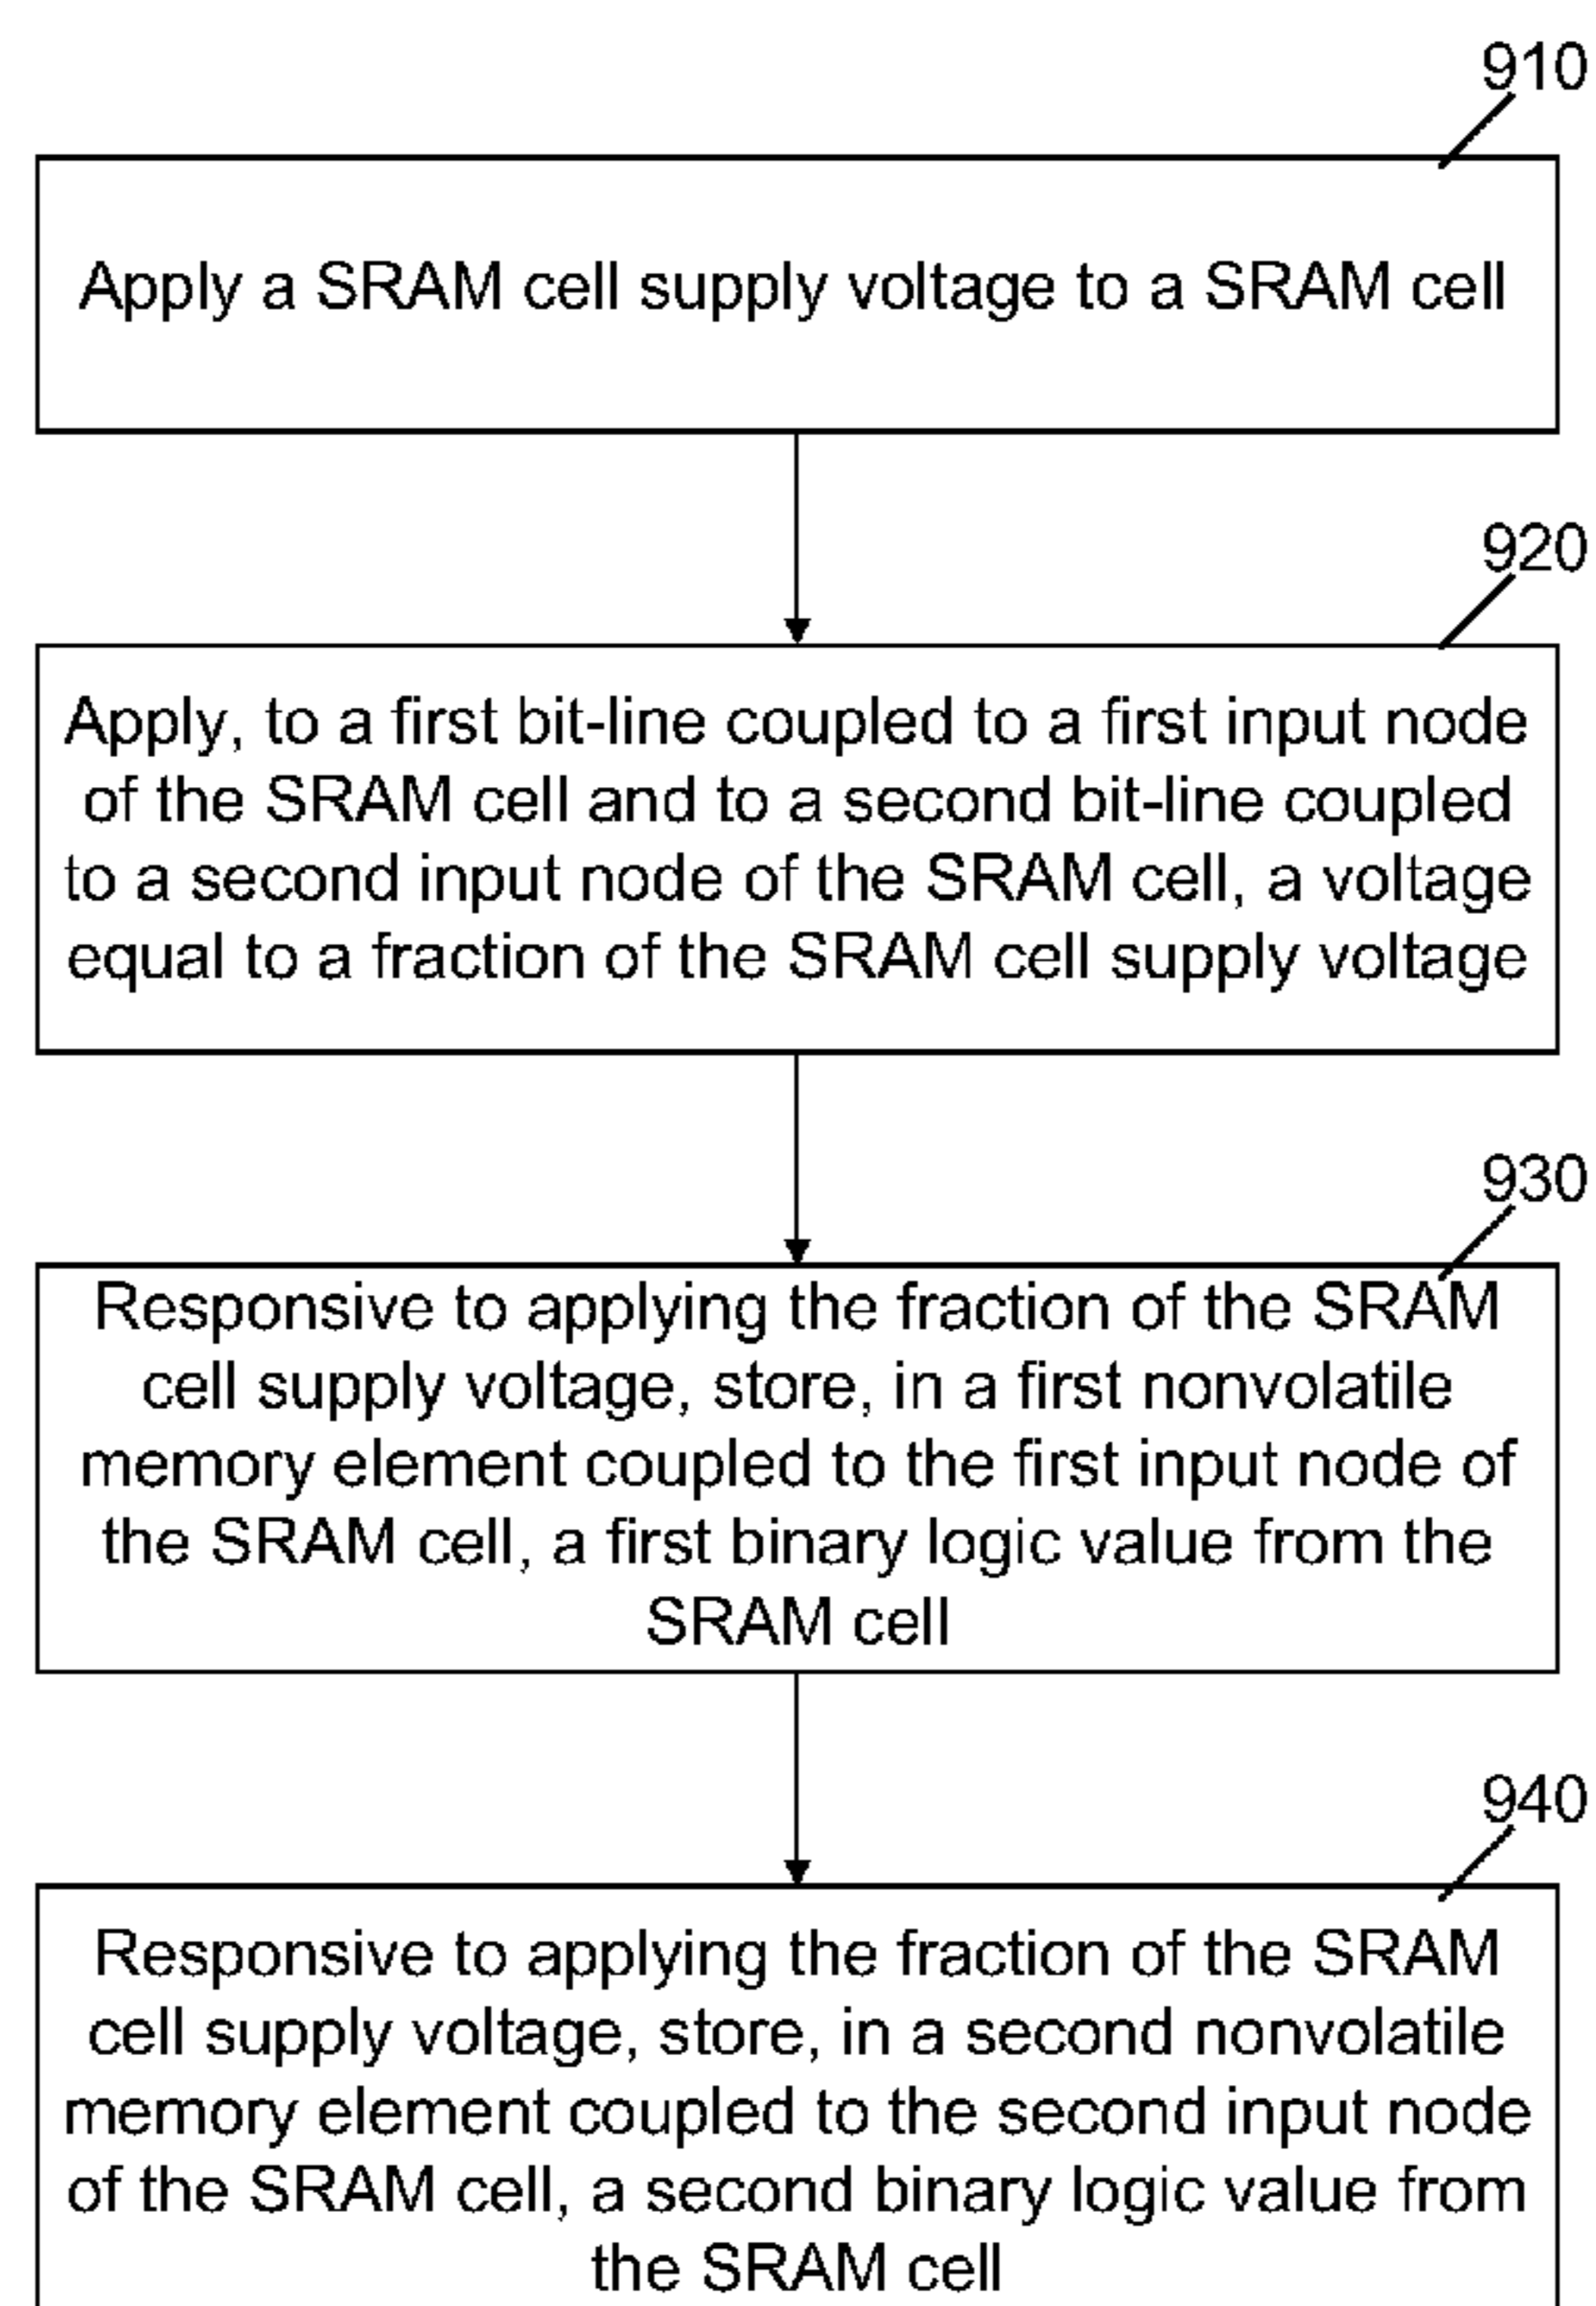 910
Apply a SRAM cell supply voltage to a SRAM cell
920
Apply, to a first bit-line coupled to a first input node
of the SRAM cell and to a second bit-line coupled
to a second input node of the SRAM cell, a voltage
equal to a fraction of the SRAM cell supply voltage
930
Responsive to applying the fraction of the SRAM
cell supply voltage, store, in a first nonvolatile
memory element coupled to the first input node of
the SRAM cell, a first binary logic value from the
SRAM cell
940
Responsive to applying the fraction of the SRAM
cell supply voltage, store, in a second nonvolatile
memory element coupled to the second input node
of the SRAM cell, a second binary logic value from
the SRAM cell